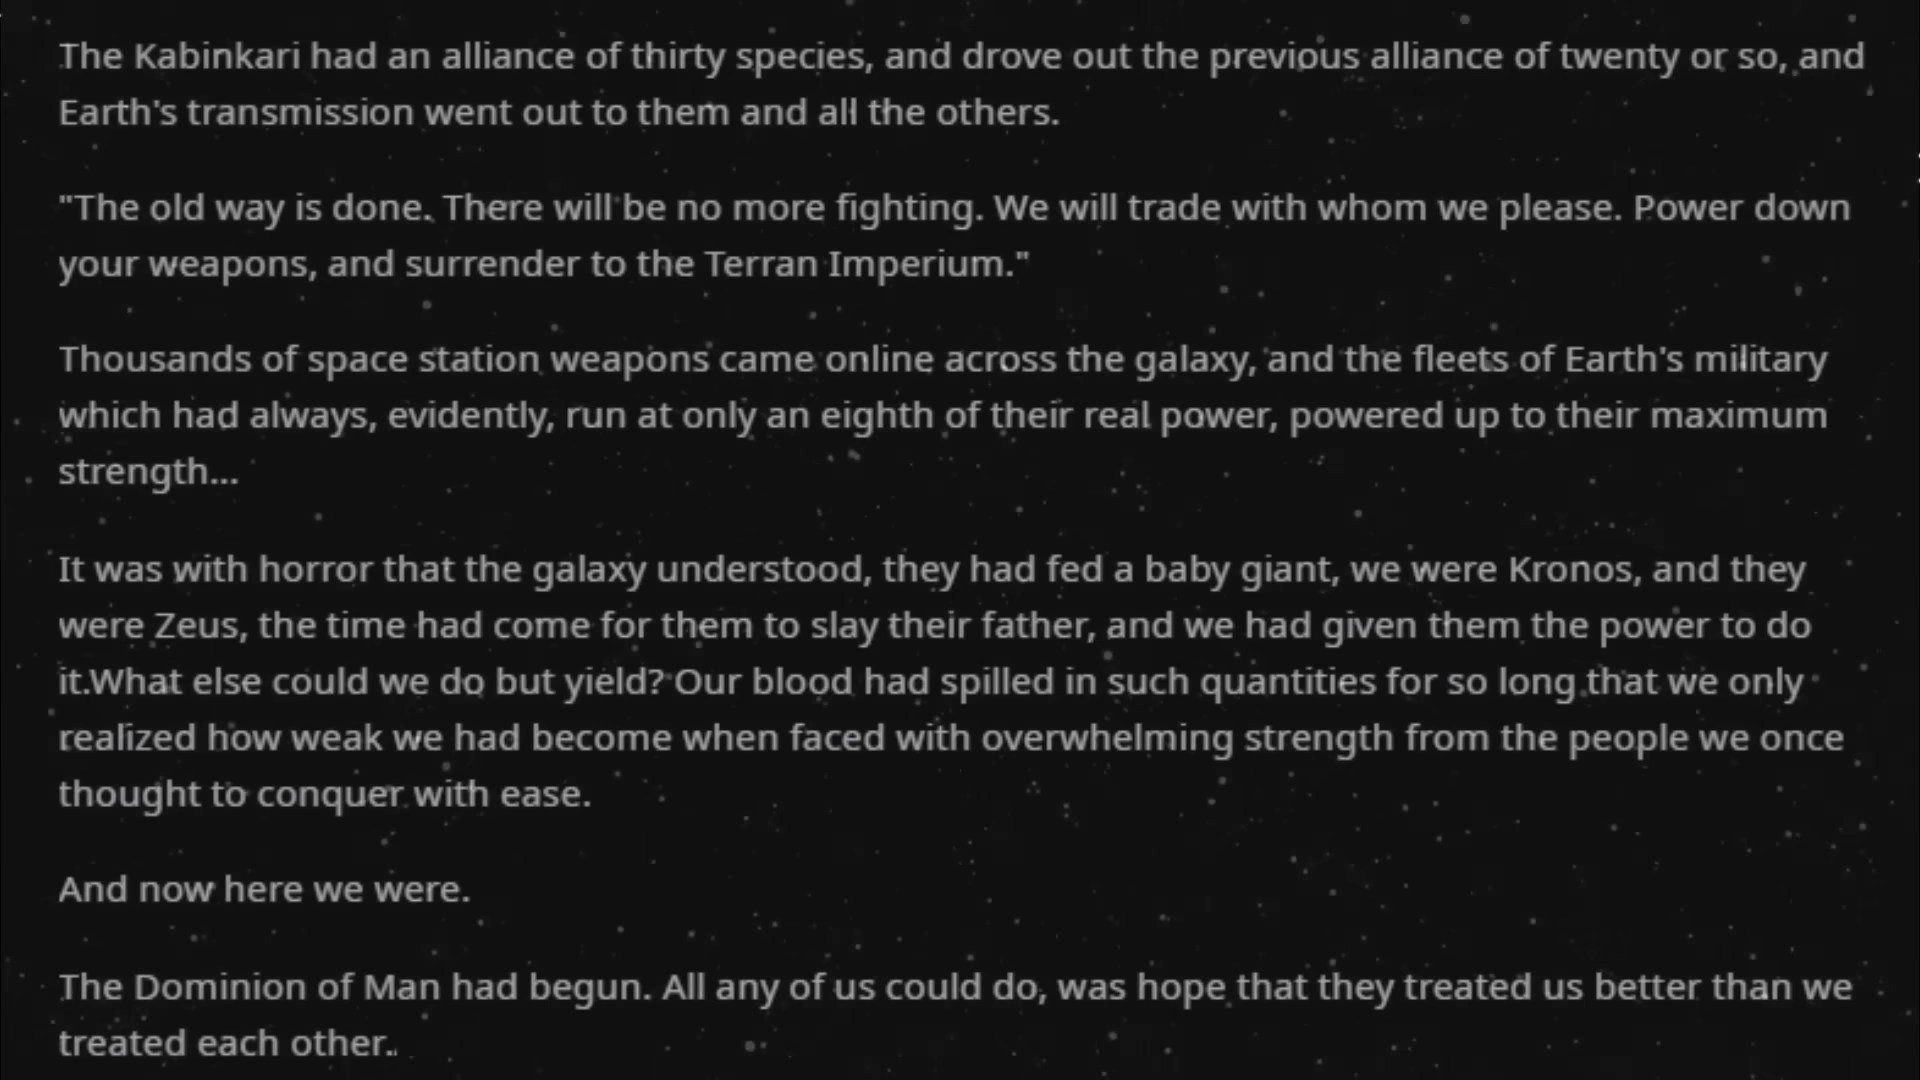 The Kabinkari had an alliance of thirty species, and drove out the previous alliance of twenty or so, and
Earth's transmission went out to them and all the others.
"The old way is done. There will be no more fighting. We will trade with whom we please. Power down
your weapons, and surrender to the Terran Imperium."
Thousands of space station weapons came online across the galaxy, and the fleets of Earth's military
which had always, evidently, run at only an eighth of their real power, powered up to their maximum
strength...
It was with horror that the galaxy understood, they had fed a baby giant, we were Kronos, and they
were Zeus, the time had come for them to slay their father, and we had given them the power to do
it.What else could we do but yield? Our blood had spilled in such quantities for so long that we only
realized how weak we had become when faced with overwhelming strength from the people we once
thought to conquer with ease.
And now here we were.
The Dominion of Man had begun. All any of us could do, was hope that they treated us better than we
treated each other..